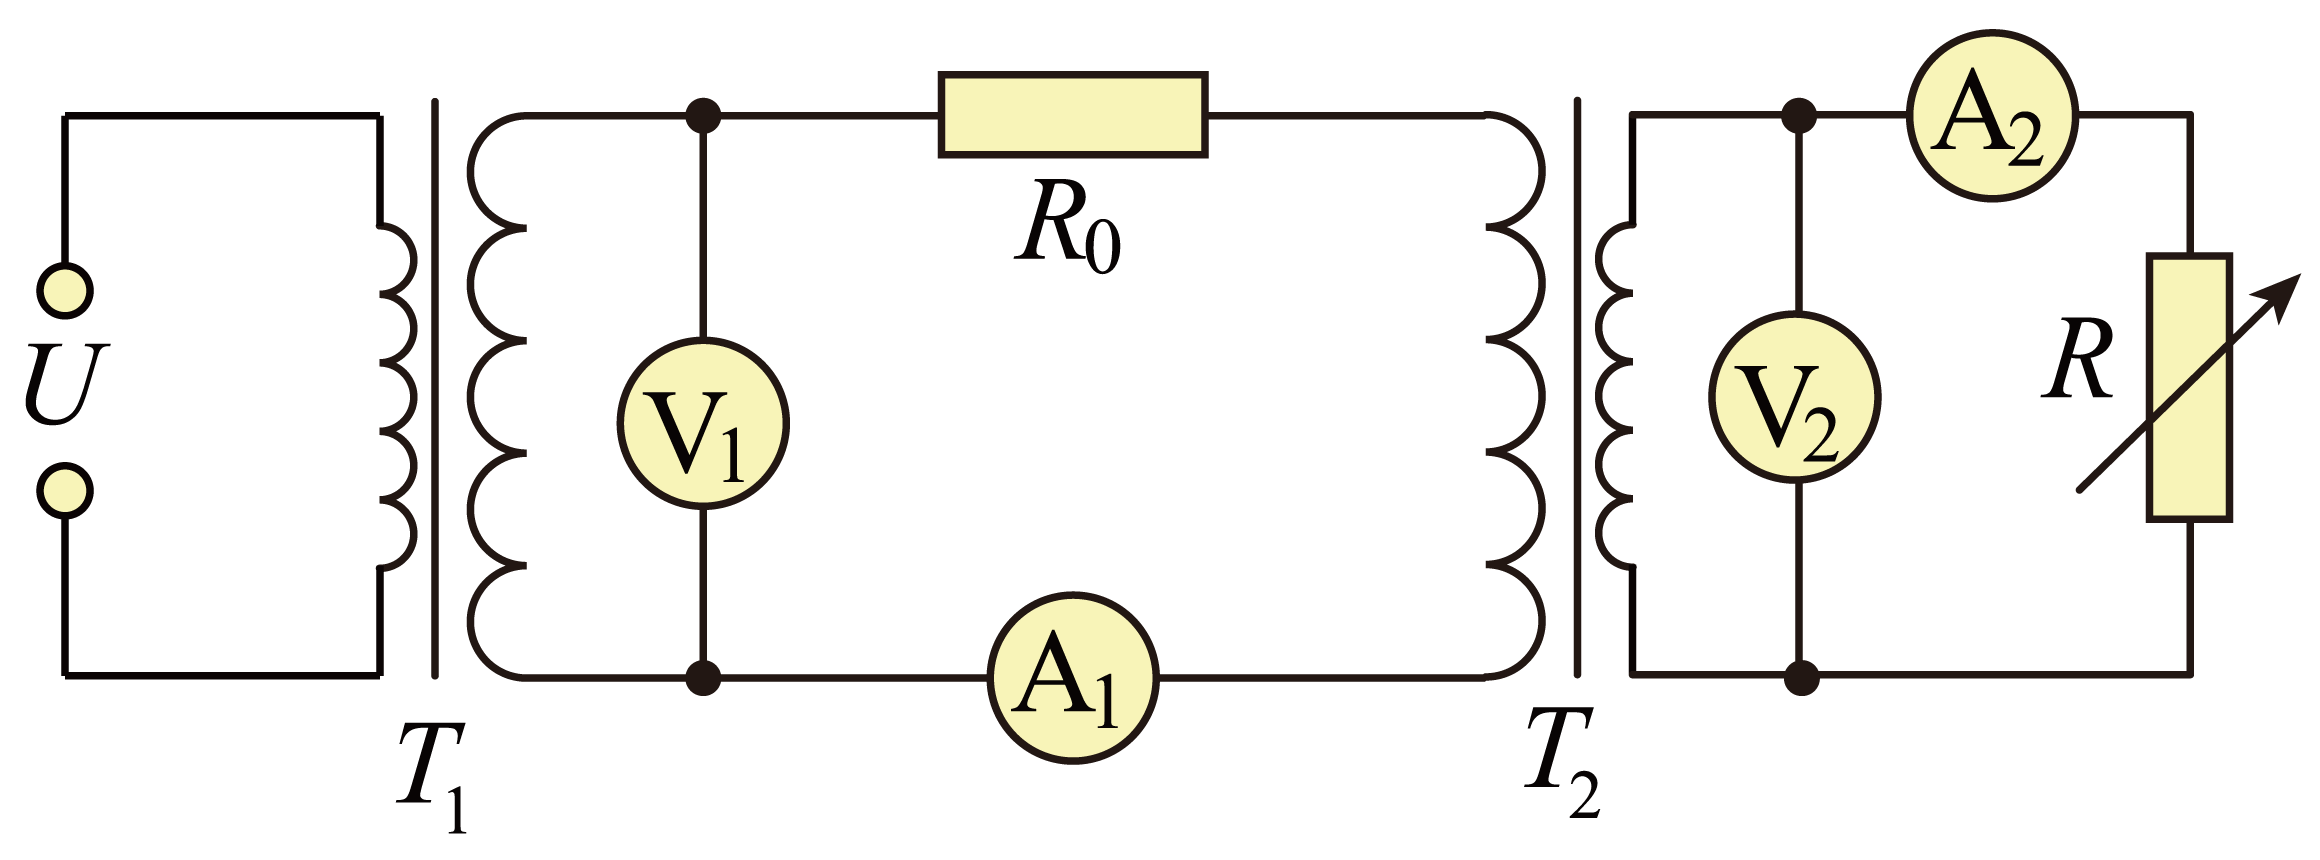 U
T₁
V₁
R₀
A₁
T₂
V₂
A₂
R